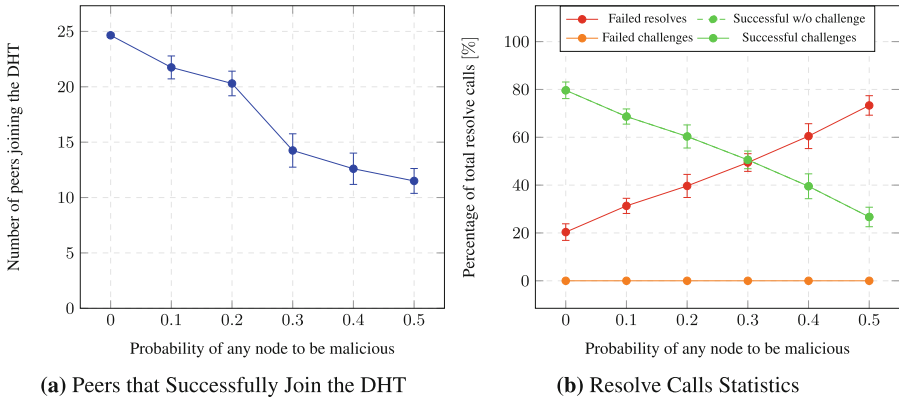 Number of peers joining the DHT
25
20
15
10
5
0
0 0.1 0.2 0.3 0.4 0.5
Probability of any node to be malicious
(a) Peers that Successfully Join the DHT
Failed resolves Successful w/o challenge
Failed challenges Successful challenges
Percentage of total resolve calls [%]
100
80
60
40
20
0
0 0.1 0.2 0.3 0.4 0.5
Probability of any node to be malicious
(b) Resolve Calls Statistics